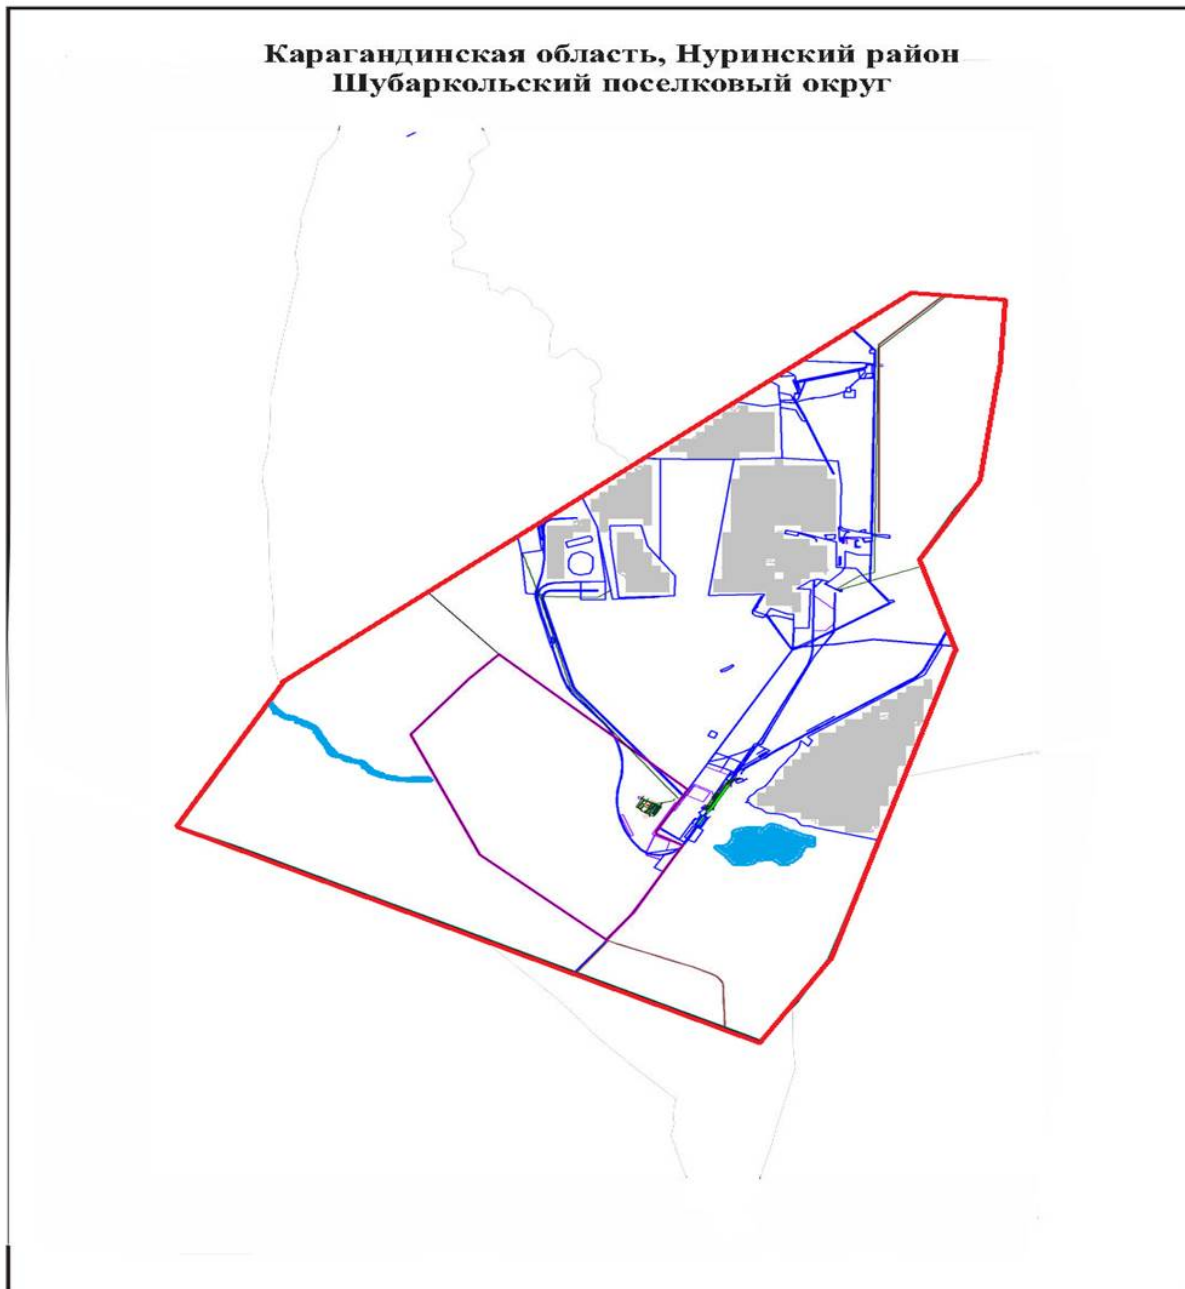 Карагандинская область, Нуринский район
Шубаркольский поселковый округ